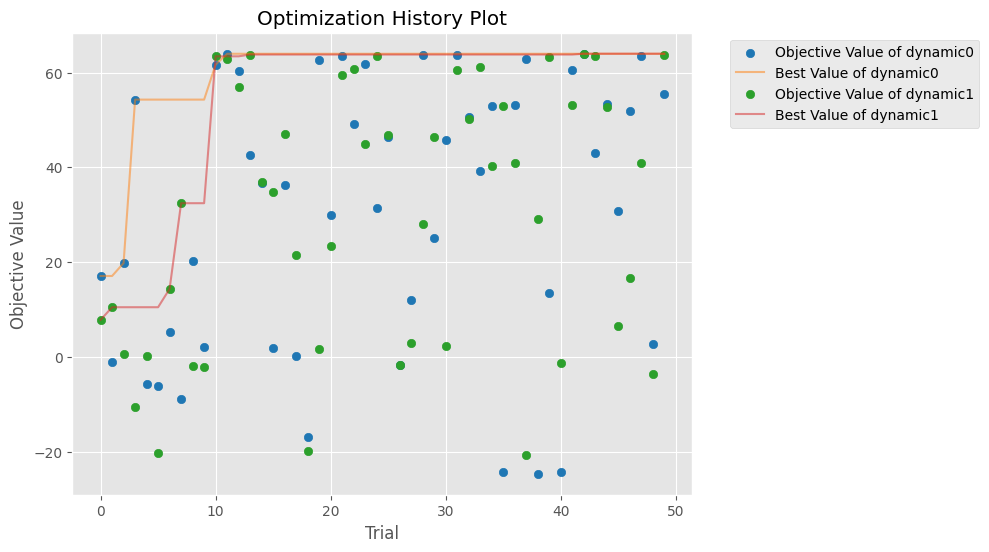 Optimization History Plot
Objective Value of dynamic0
Best Value of dynamic0
Objective Value of dynamic1
Best Value of dynamic1
Objective Value
60
40
20
0
−20
0 10 20 30 40 50
Trial